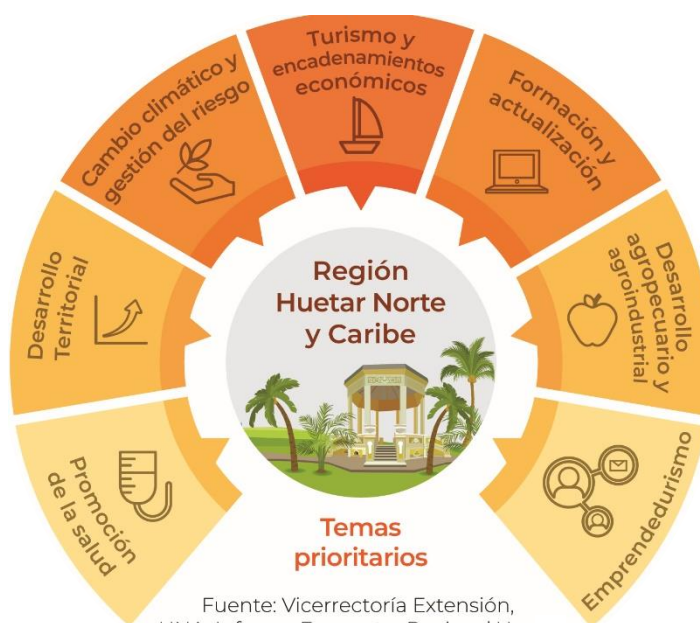 Promoción
de la salud
Desarrollo
Territorial
Cambio climático y
gestión del riesgo
Turismo y
encadenamientos
económicos
Formación y
actualización
Desarrollo
agropecuario y
agroindustrial
Emprendedurismo
Región
Huetar Norte
y Caribe
Temas
prioritarios
Fuente: Vicerrectoría Extensión,